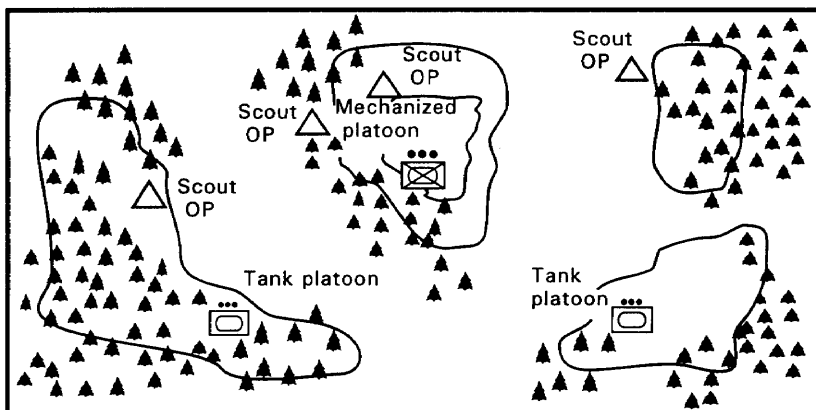 Scout
OP
Scout
OP
Scout
OP
Mechanized
platoon
Scout
OP
Tank platoon
Tank
platoon